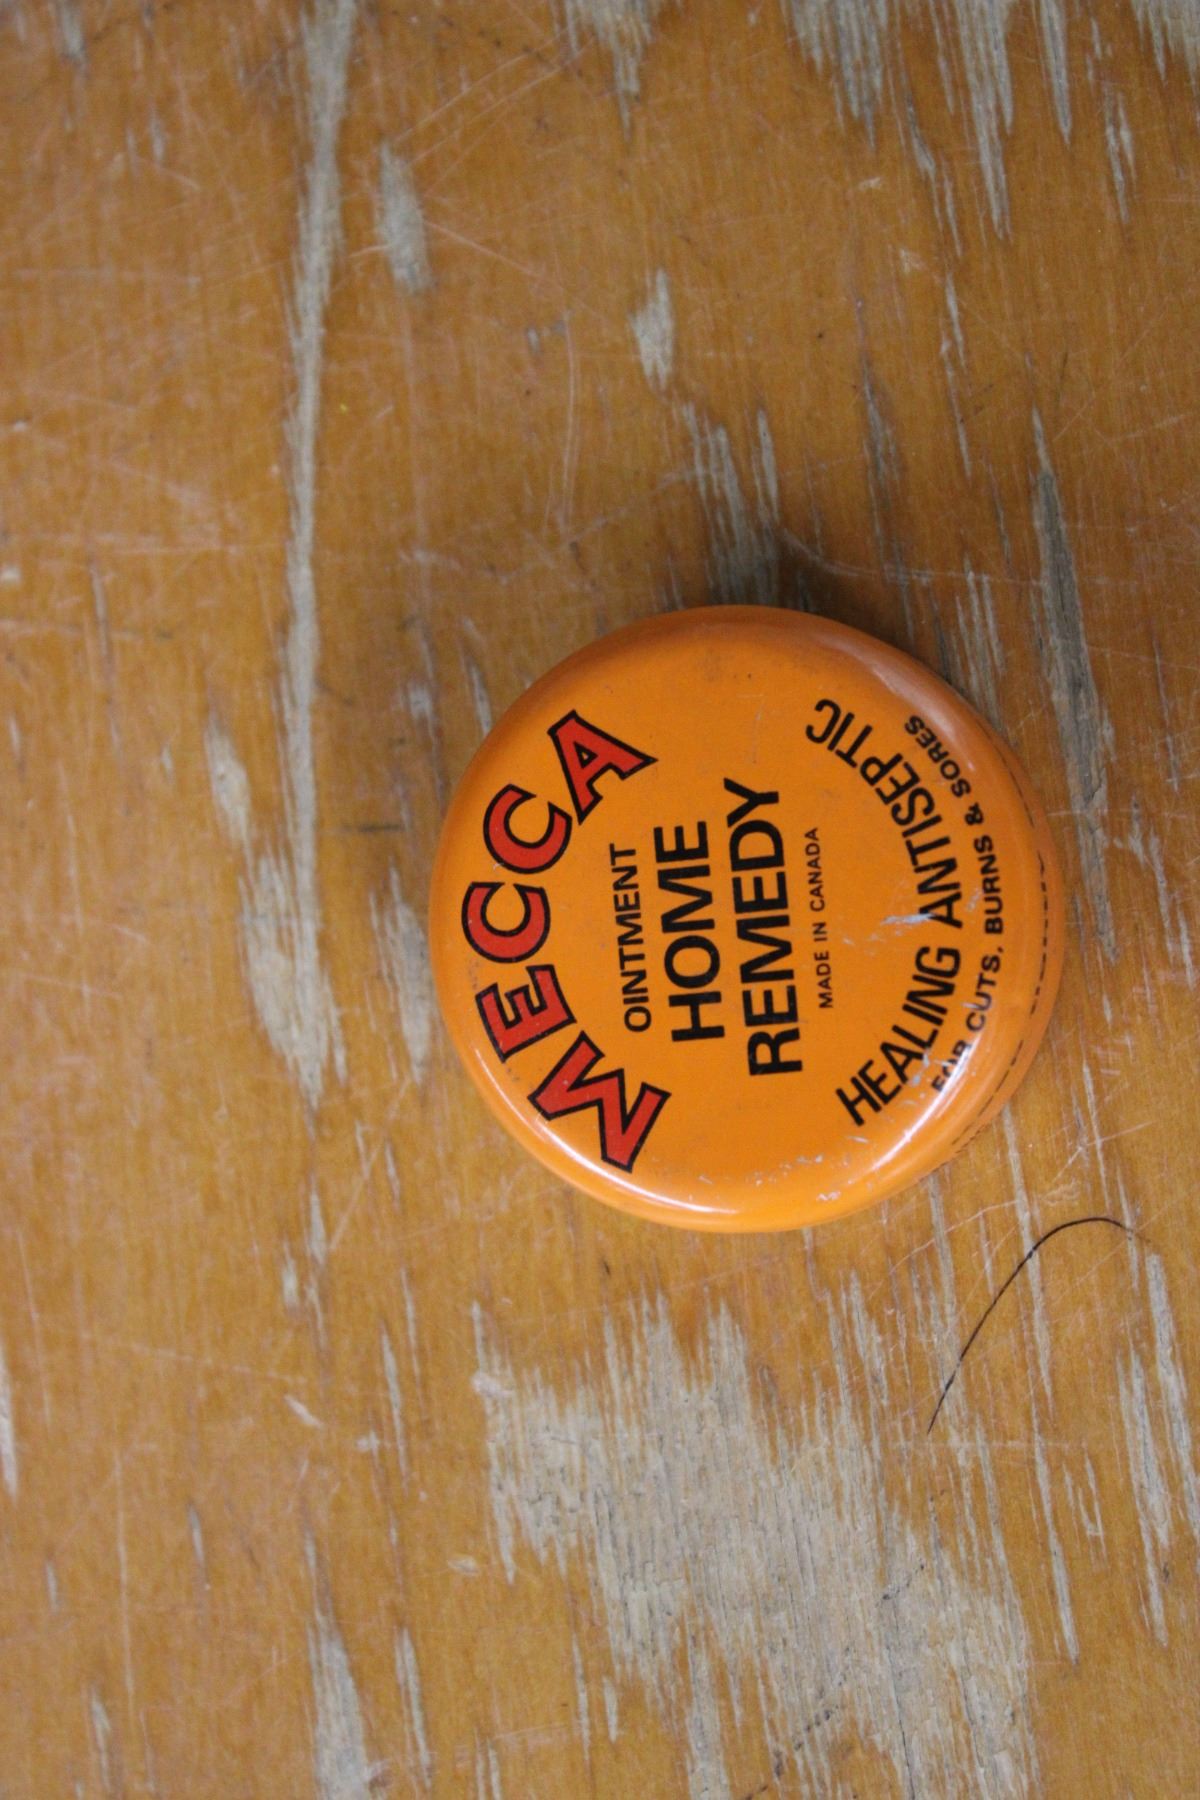 MECCA
OINTMENT
HOME
REMEDY
MADE IN CANADA
HEALING ANTISEPTIC
FOR CUTS, BURNS & SORES